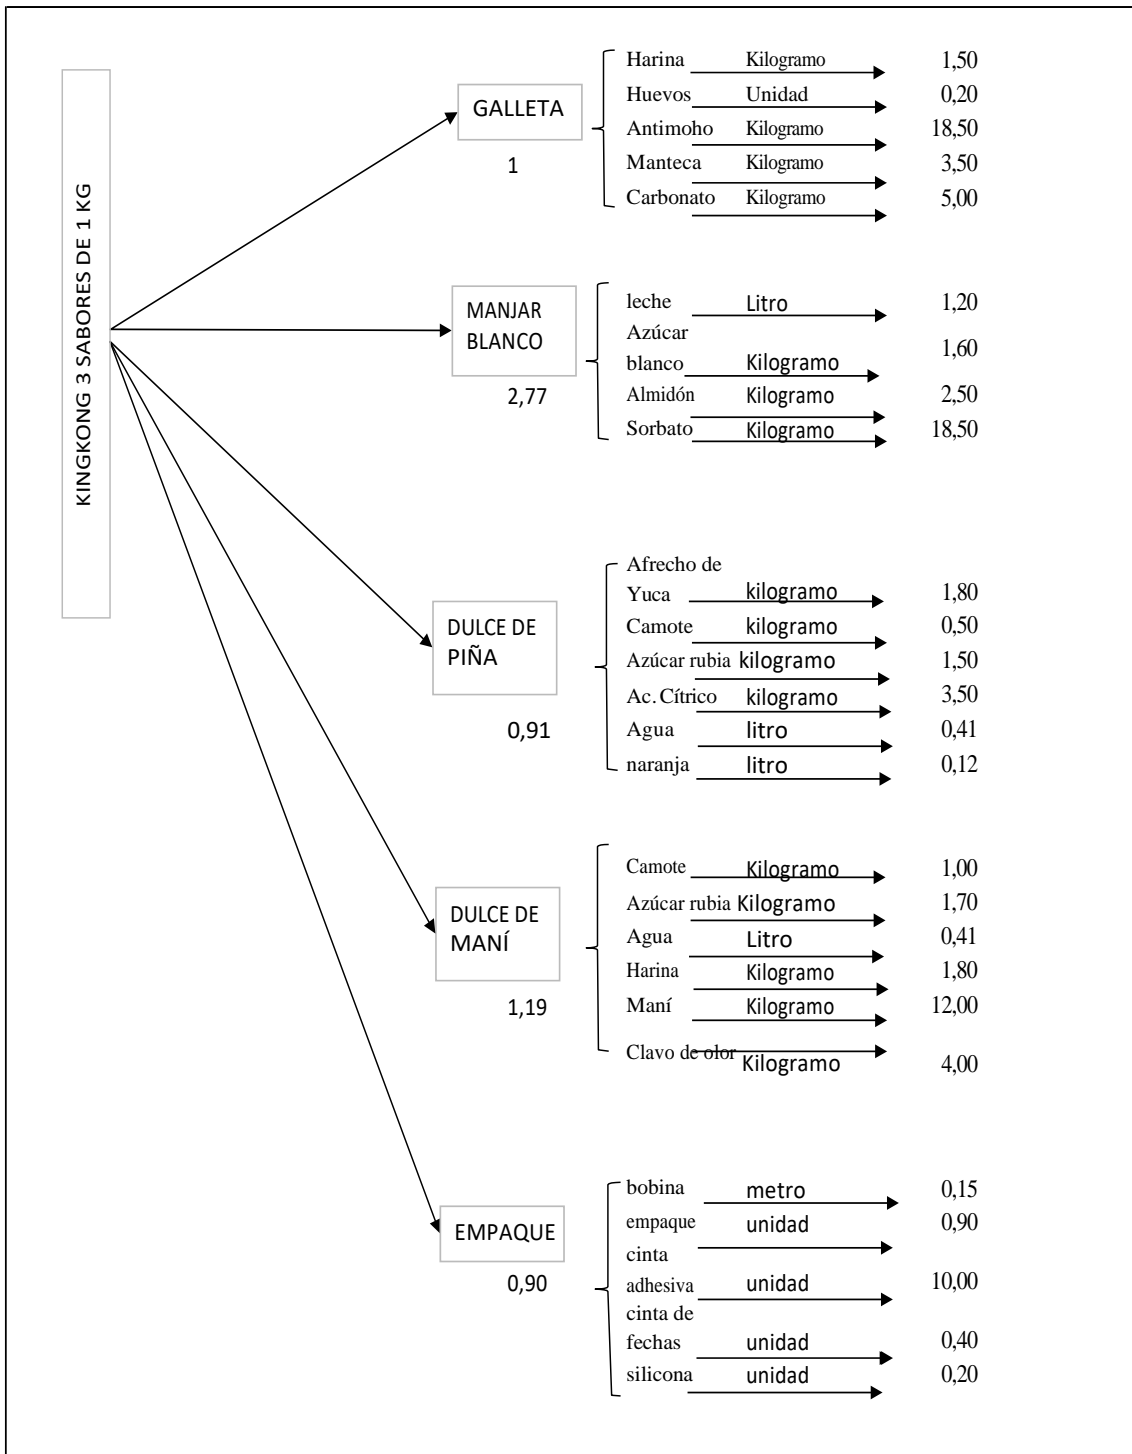 KINGKONG 3 SABORES DE 1 KG
GALLETA
1
Harina Kilogramo 1,50
Huevos Unidad 0,20
Antimoho Kilogramo 18,50
Manteca Kilogramo 3,50
Carbonato Kilogramo 5,00
MANJAR
BLANCO
2,77
leche Litro 1,20
Azúcar
blanco Kilogramo 1,60
Almidón Kilogramo 2,50
Sorbato Kilogramo 18,50
DULCE DE
PIÑA
0,91
Afrecho de
Yuca kilogramo 1,80
Camote kilogramo 0,50
Azúcar rubia kilogramo 1,50
Ac. Cítrico kilogramo 3,50
Agua litro 0,41
naranja litro 0,12
DULCE DE
MANÍ
1,19
Camote Kilogramo 1,00
Azúcar rubia Kilogramo 1,70
Agua Litro 0,41
Harina Kilogramo 1,80
Maní Kilogramo 12,00
Clavo de olor Kilogramo 4,00
EMPAQUE
0,90
bobina metro 0,15
empaque unidad 0,90
cinta
adhesiva unidad 10,00
cinta de
fechas unidad 0,40
silicona unidad 0,20